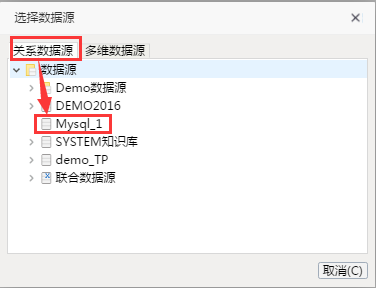 选择数据源
关系数据源 多维数据源
数据源
Demo数据源
DEMO2016
Mysql_1
SYSTEM知识库
demo_TP
联合数据源
取消(C)